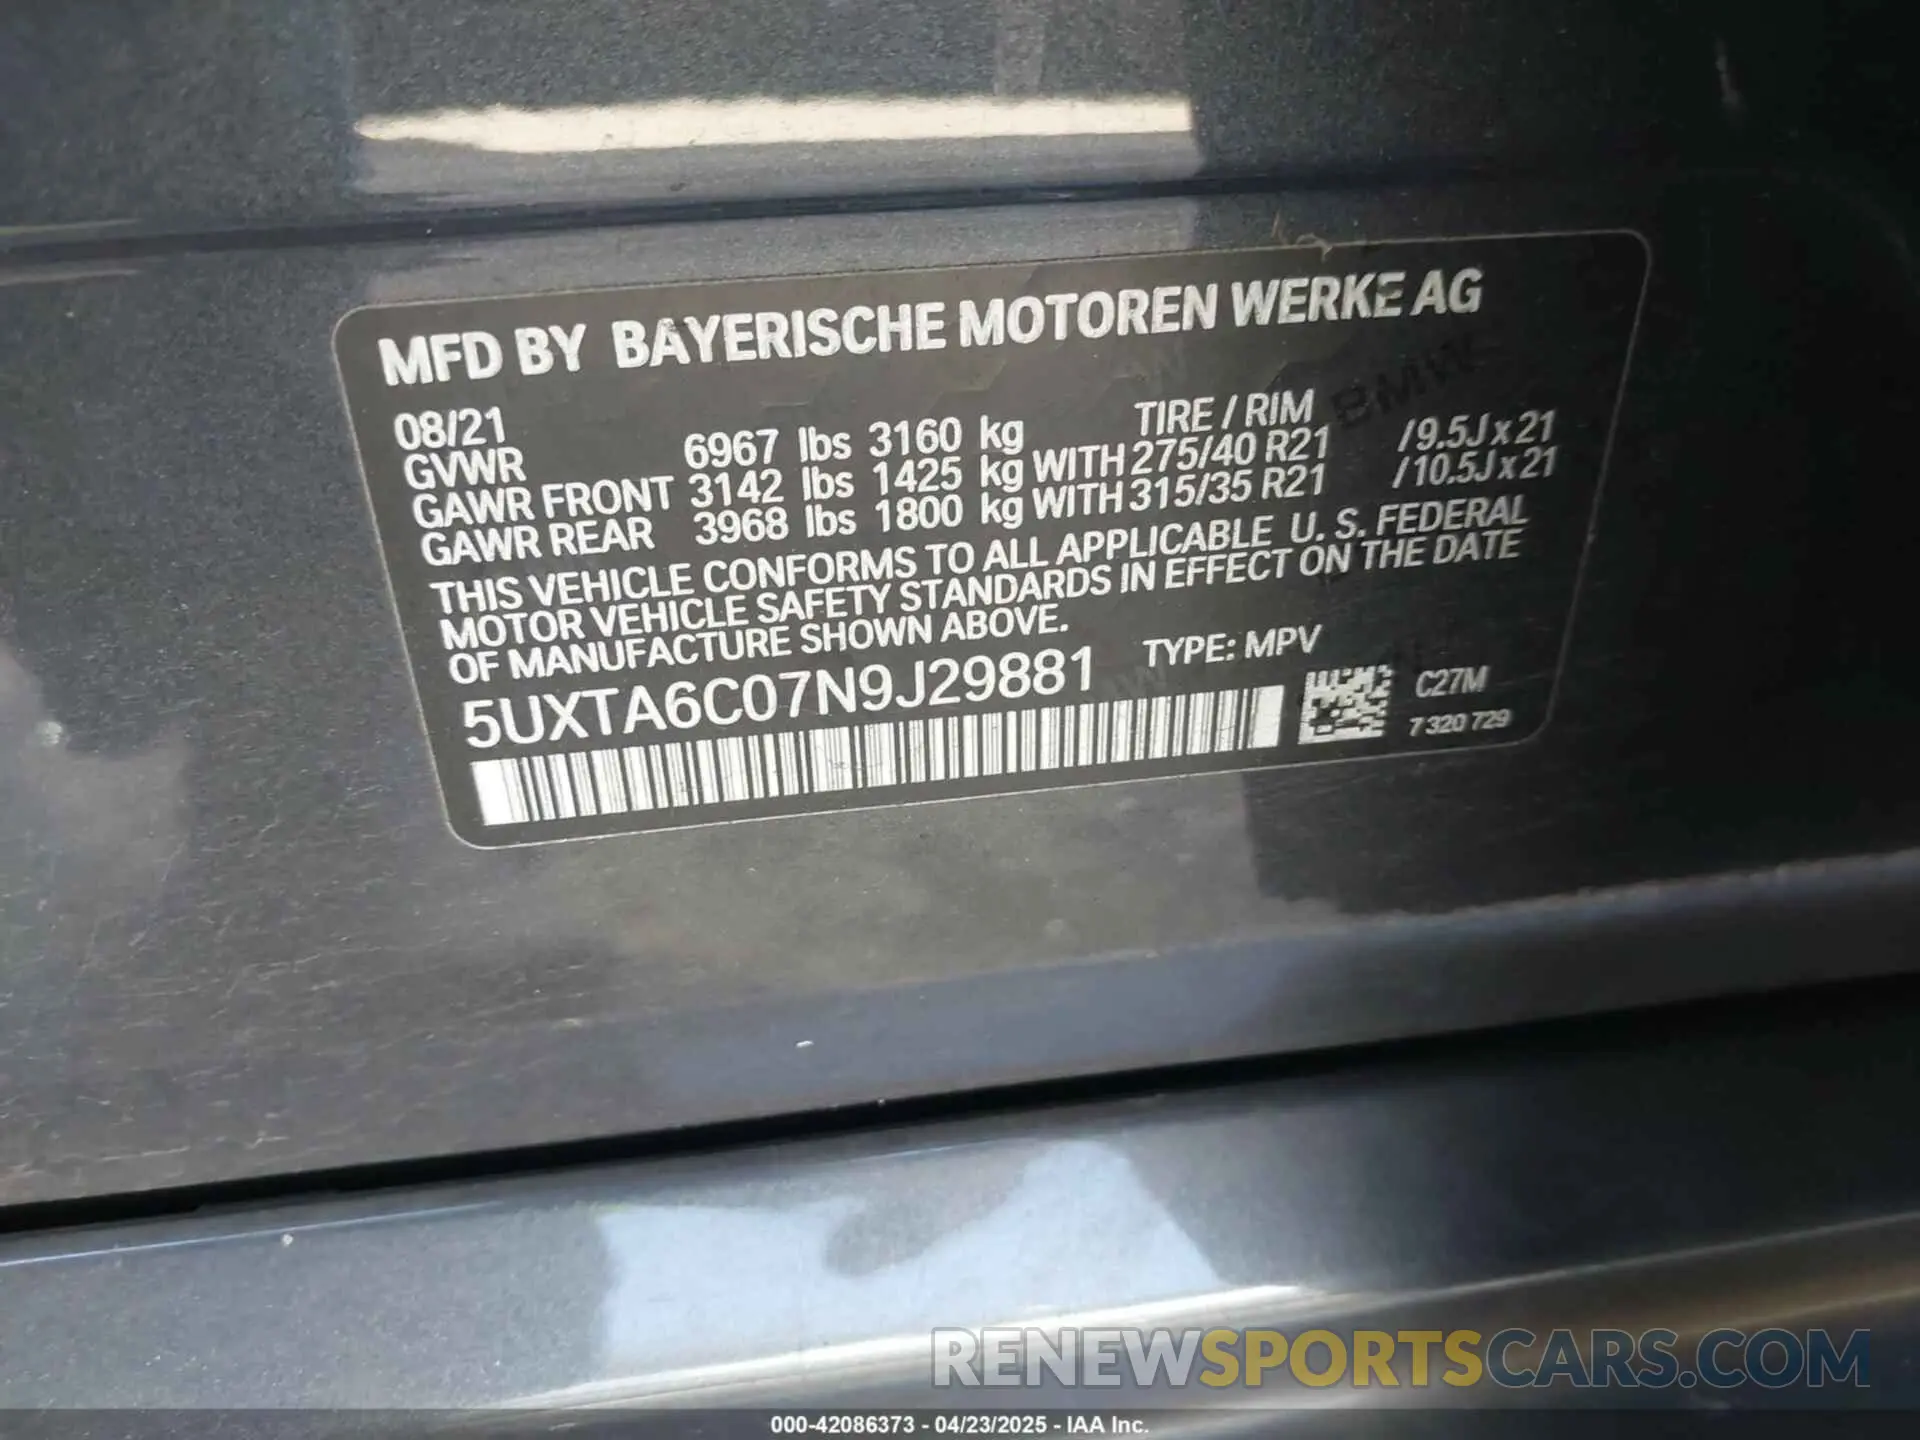 MFD BY BAYERISCHE MOTOREN WERKE AG
08/21
GVWR 6967 lbs 3160 kg TIRE / RIM
GAWR FRONT 3142 lbs 1425 kg WITH 275/40 R21 /9.5J x 21
GAWR REAR 3968 lbs 1800 kg WITH 315/35 R21 /10.5J x 21
THIS VEHICLE CONFORMS TO ALL APPLICABLE U. S. FEDERAL
MOTOR VEHICLE SAFETY STANDARDS IN EFFECT ON THE DATE
OF MANUFACTURE SHOWN ABOVE.
5UXTA6C07N9J29881 TYPE: MPV
C27M
7 320 729
BMW
RENEWSPORTSCARS.COM
000-42086373 - 04/23/2025 - IAA Inc.